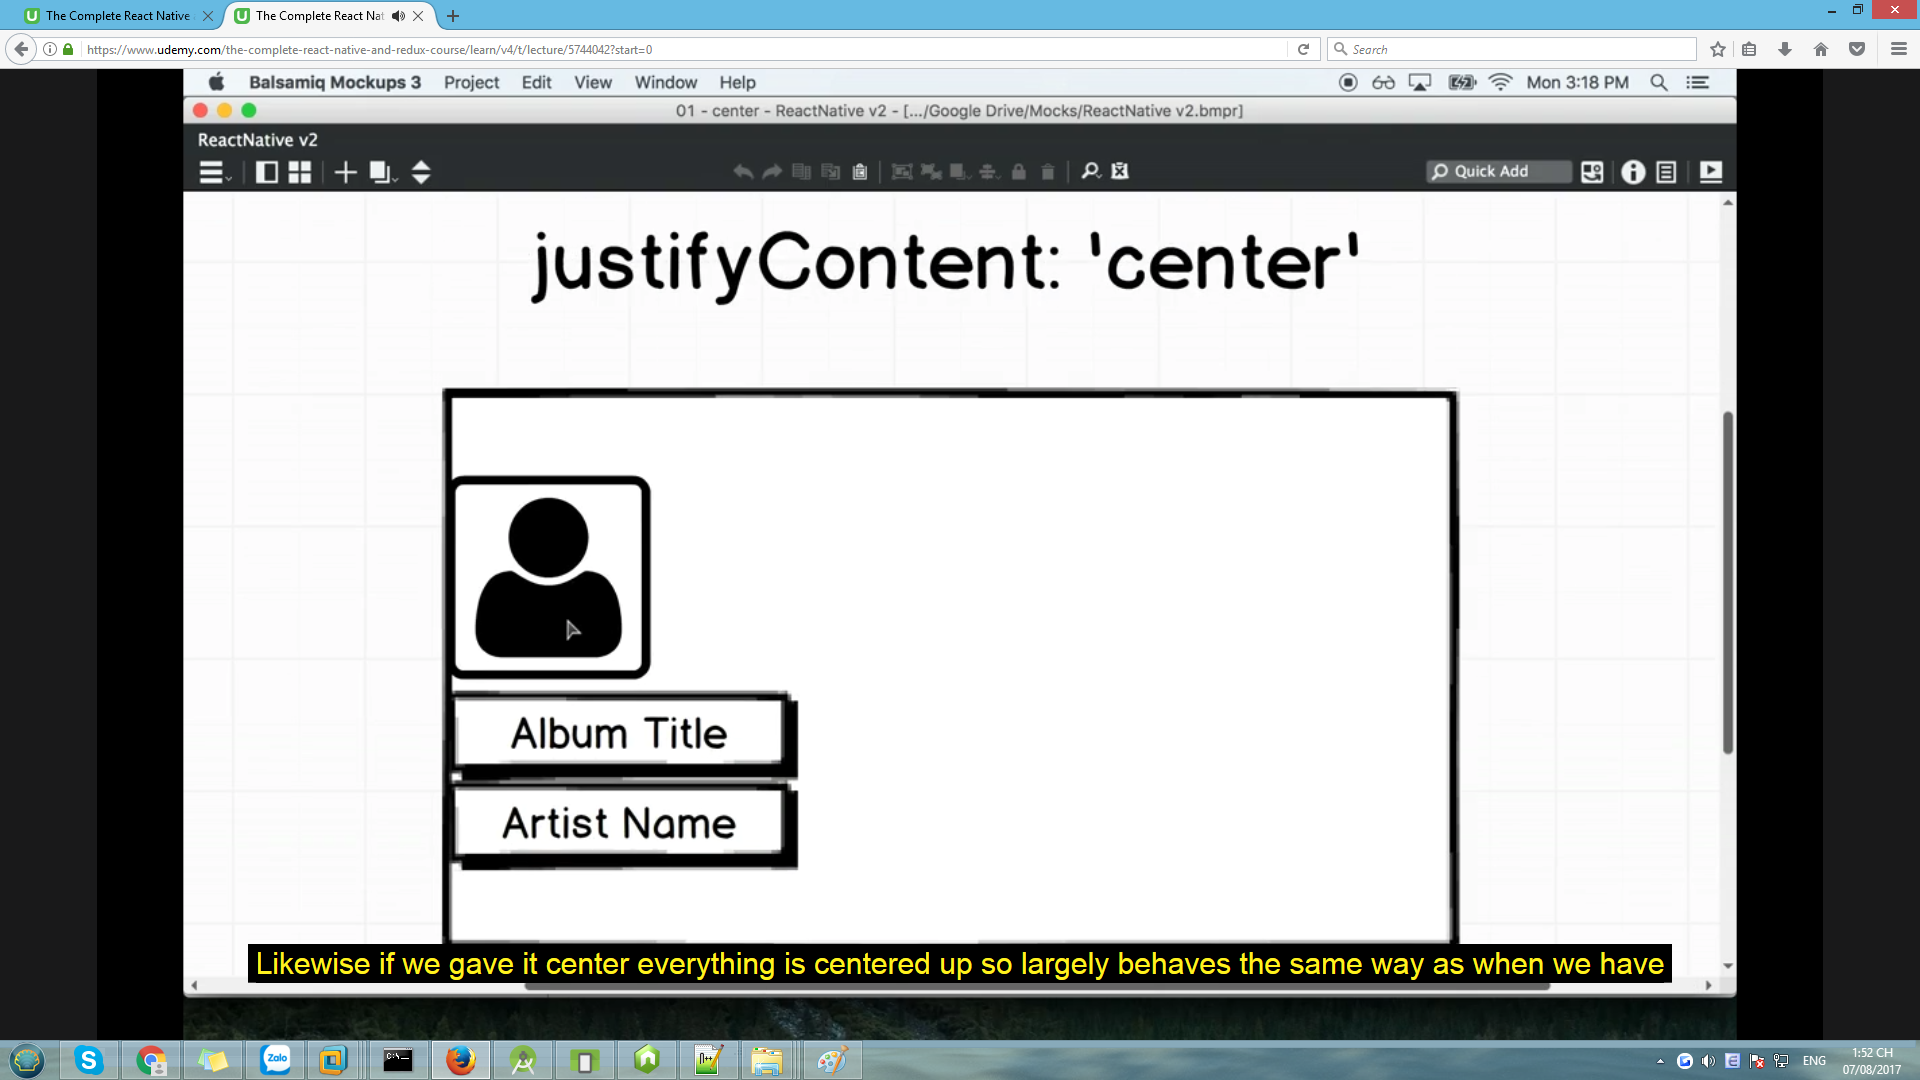 The Complete React Native
The Complete React Nat
https://www.udemy.com/the-complete-react-native-and-redux-course/learn/v4/t/lecture/5744042?start=0
Search
Balsamiq Mockups 3 Project Edit View Window Help
Mon 3:18 PM
01 - center - ReactNative v2 - [.../Google Drive/Mocks/ReactNative v2.bmpr]
ReactNative v2
Quick Add
justifyContent: 'center'
Album Title
Artist Name
Likewise if we gave it center everything is centered up so largely behaves the same way as when we have
Zalo
C:\
ENG
1:52 CH
07/08/2017